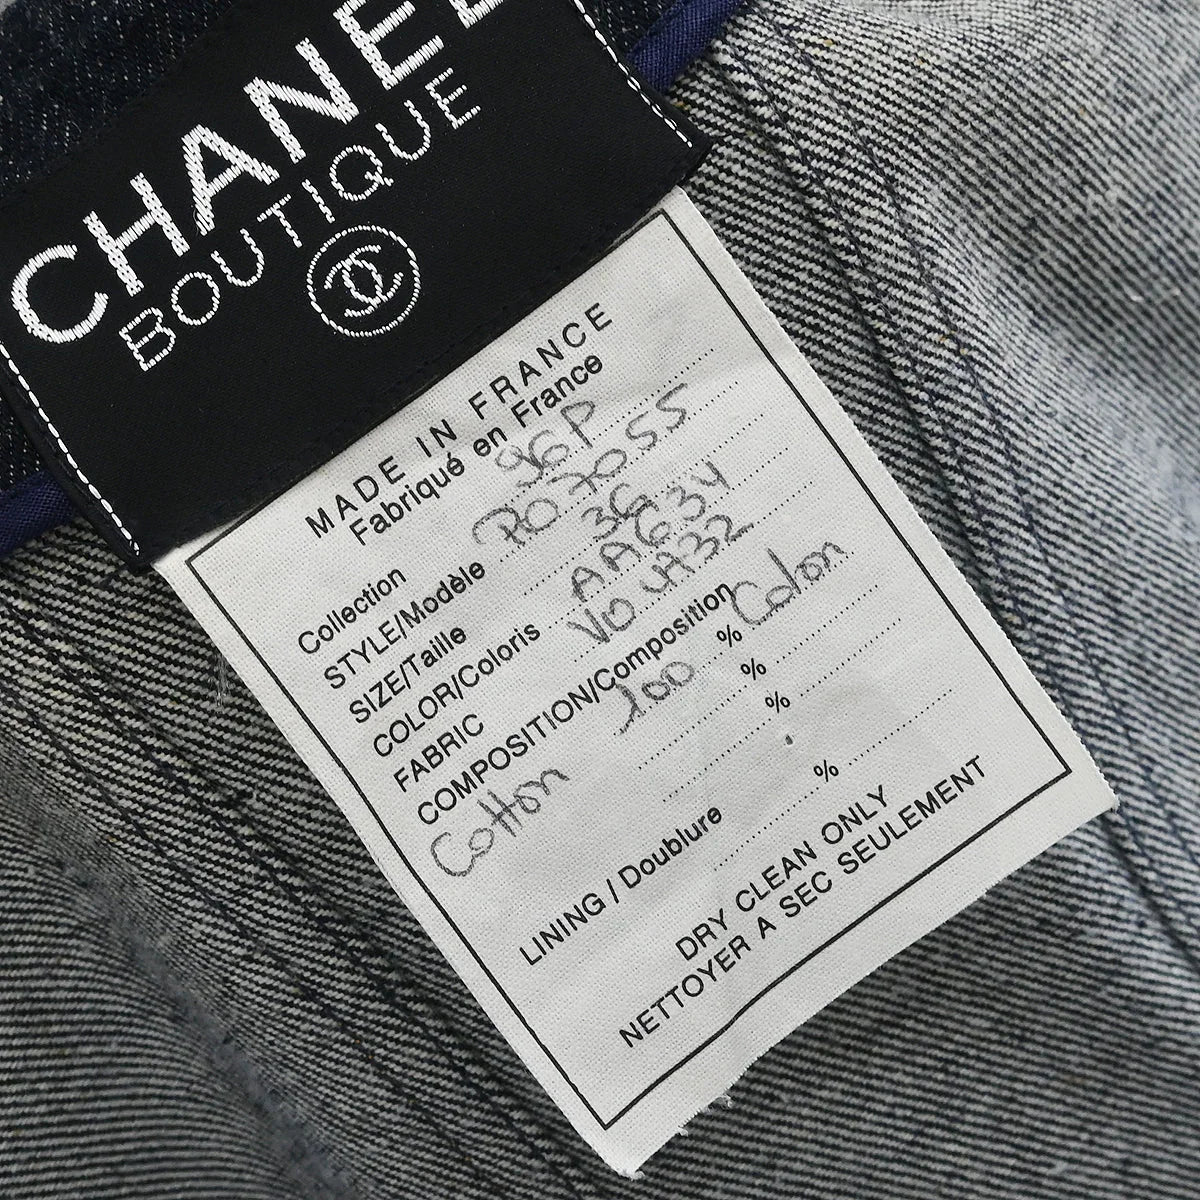 CHANEL
BOUTIQUE
MADE IN FRANCE
Fabriqué en France
Collection 96P
STYLE/Modèle P07055
SIZE/Taille 36
COLOR/Coloris AA634
FABRIC
COMPOSITION/Composition
Cotton 100 % Coton
%
%
LINING / Doublure %
DRY CLEAN ONLY
NETTOYER A SEC SEULEMENT